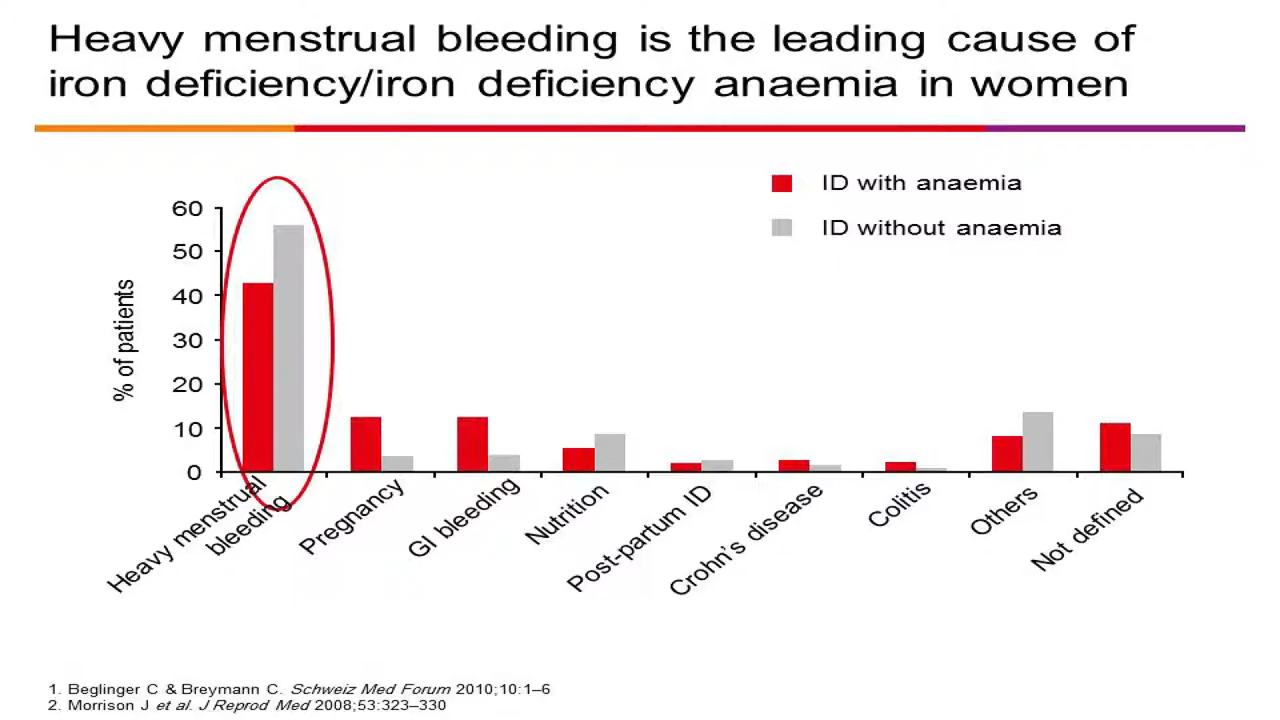 Heavy menstrual bleeding is the leading cause of
iron deficiency/iron deficiency anaemia in women
ID with anaemia
ID without anaemia
% of patients
60
50
40
30
20
10
0
Heavy menstrual
bleeding
Pregnancy
GI bleeding
Nutrition
Post-partum ID
Crohn's disease
Colitis
Others
Not defined
1. Beglinger C & Breymann C. Schweiz Med Forum 2010;10:1–6
2. Morrison J et al. J Reprod Med 2008;53:323–330